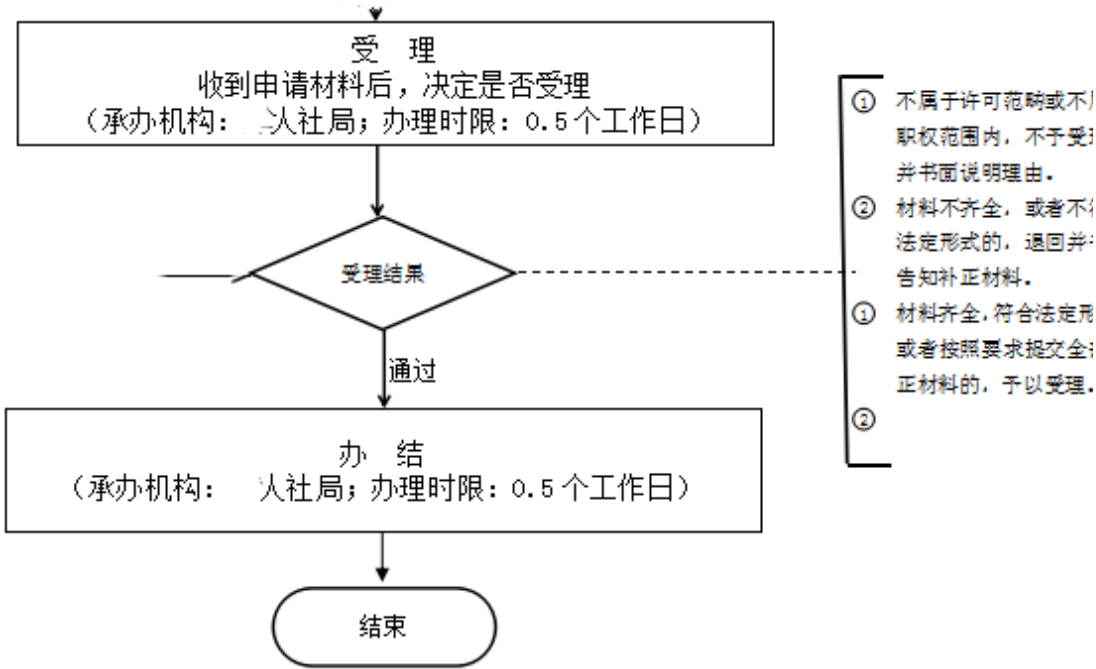 受 理
收到申请材料后，决定是否受理
（承办机构： 人社局；办理时限：0.5个工作日）
受理结果
通过
办 结
（承办机构： 人社局；办理时限：0.5个工作日）
结束
① 不属于许可范畴或不
职权范围内，不予受
并书面说明理由．
② 材料不齐全，或者不
法定形式的，退回并
告知补正材料．
① 材料齐全，符合法定形
或者按照要求提交全
正材料的，予以受理．
②